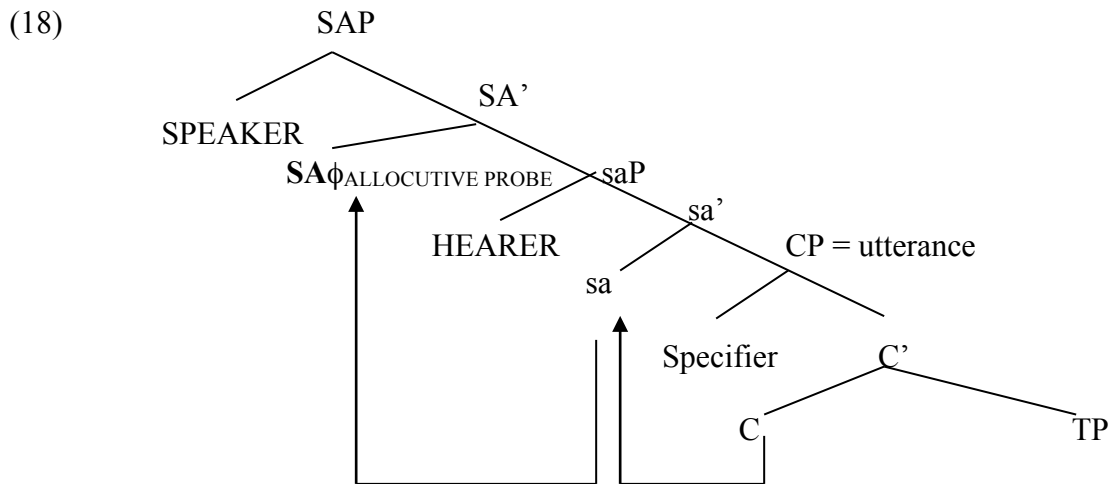 (18)
SAP
SA’
SPEAKER
SAϕALLOCUTIVE PROBE
saP
HEARER
sa’
sa
CP = utterance
Specifier
C’
C
TP